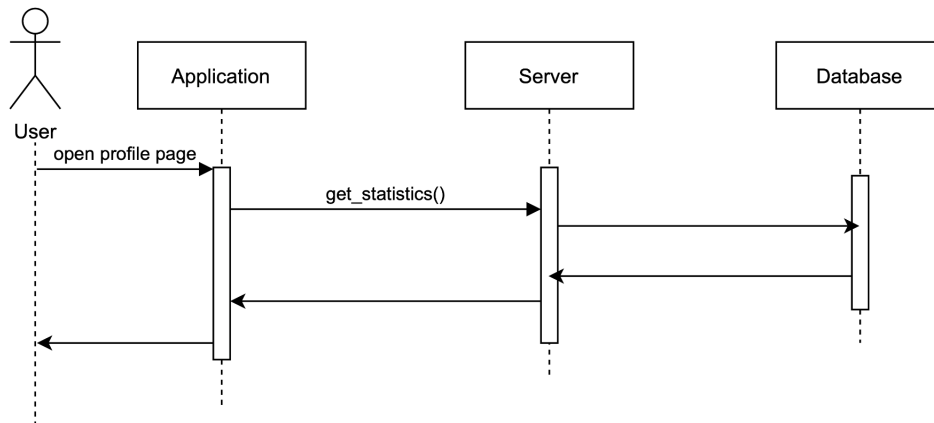 Application
Server
Database
User
open profile page
get_statistics()